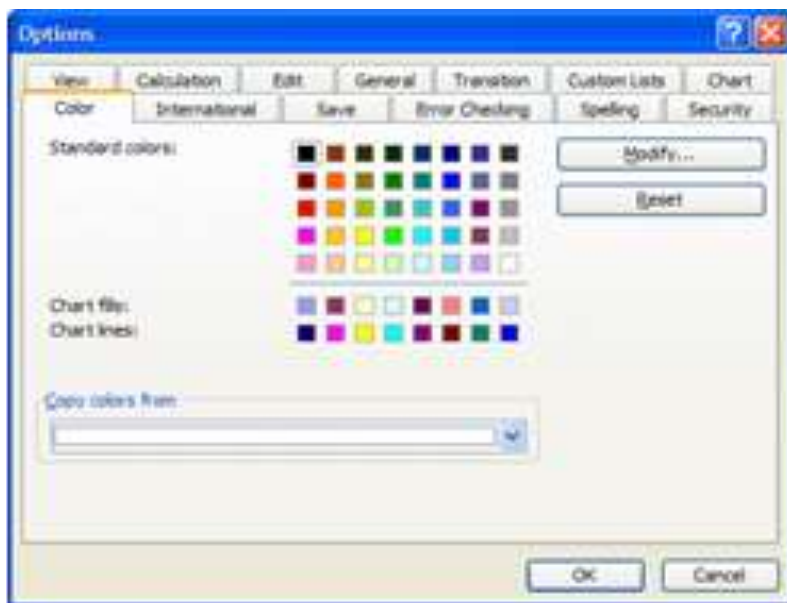 Options
View Calculation Edit General Transition Custom Lists Chart
Color International Save Error Checking Spelling Security
Standard colors:
Modify...
Reset
Chart fills:
Chart lines:
Copy colors from
OK Cancel